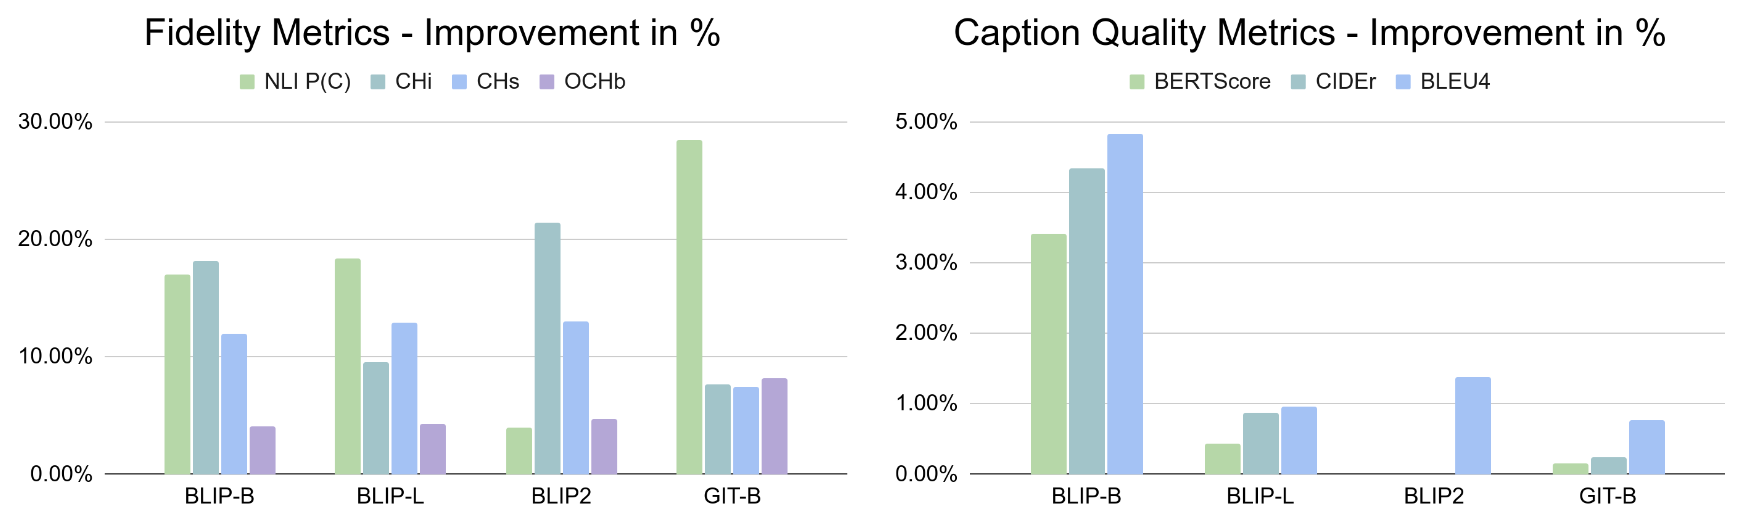 Fidelity Metrics - Improvement in %
NLI P(C) CHi CHs OCHb
30.00%
20.00%
10.00%
0.00%
BLIP-B BLIP-L BLIP2 GIT-B
Caption Quality Metrics - Improvement in %
BERTScore CIDEr BLEU4
5.00%
4.00%
3.00%
2.00%
1.00%
0.00%
BLIP-B BLIP-L BLIP2 GIT-B